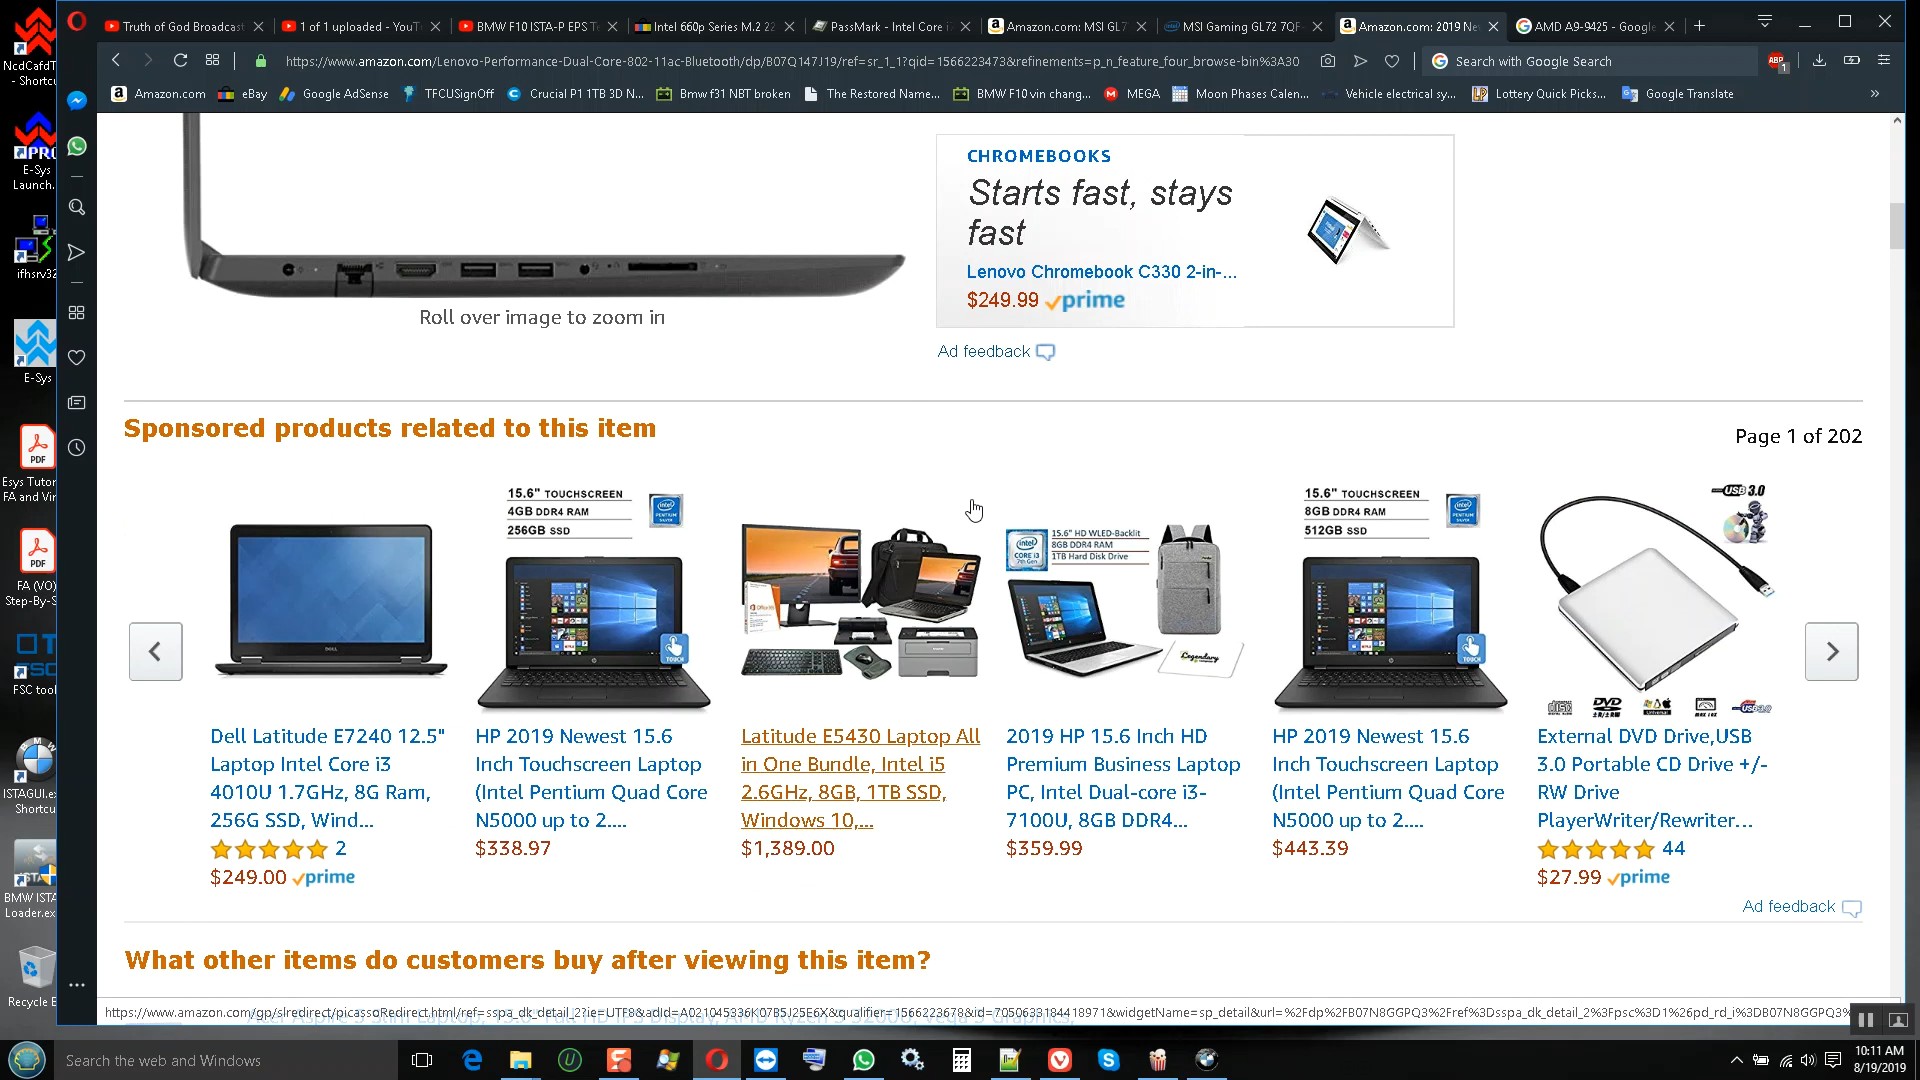 NcdCafdT
- Shortcu
E-Sys
Launch.
ifhsrv32
E-Sys
PDF
Esys Tutor
FA and Vir
PDF
FA (VO)
Step-By-S
FSC tool
ISTAGUI.ex
Shortcu
BMW ISTA
Loader.ex
Recycle B
Truth of God Broadcast
1 of 1 uploaded - YouT
BMW F10 ISTA-P EPS Te
Intel 660p Series M.2 22
PassMark - Intel Core i
Amazon.com: MSI GL7
MSI Gaming GL72 7QF
Amazon.com: 2019 Ne
AMD A9-9425 - Google
https://www.amazon.com/Lenovo-Performance-Dual-Core-802-11ac-Bluetooth/dp/B07Q147J19/ref=sr_1_1?qid=1566223473&refinements=p_n_feature_four_browse-bin%3A30
Search with Google Search
ABP
1
Amazon.com
eBay
Google AdSense
TFCUSignOff
Crucial P1 1TB 3D N...
Bmw f31 NBT broken
The Restored Name...
BMW F10 vin chang...
MEGA
Moon Phases Calen...
Vehicle electrical sy...
Lottery Quick Picks...
Google Translate
Roll over image to zoom in
CHROMEBOOKS
Starts fast, stays
fast
Lenovo Chromebook C330 2-in-...
$249.99 prime
Ad feedback
Sponsored products related to this item
Page 1 of 202
15.6" TOUCHSCREEN
4GB DDR4 RAM
256GB SSD
15.6" HD WLED-Backlit
8GB DDR4 RAM
1TB Hard Disk Drive
15.6" TOUCHSCREEN
8GB DDR4 RAM
512GB SSD
USB 3.0
Dell Latitude E7240 12.5"
Laptop Intel Core i3
4010U 1.7GHz, 8G Ram,
256G SSD, Wind...
2
$249.00 prime
HP 2019 Newest 15.6
Inch Touchscreen Laptop
(Intel Pentium Quad Core
N5000 up to 2....
$338.97
Latitude E5430 Laptop All
in One Bundle, Intel i5
2.6GHz, 8GB, 1TB SSD,
Windows 10,...
$1,389.00
2019 HP 15.6 Inch HD
Premium Business Laptop
PC, Intel Dual-core i3-
7100U, 8GB DDR4...
$359.99
HP 2019 Newest 15.6
Inch Touchscreen Laptop
(Intel Pentium Quad Core
N5000 up to 2....
$443.39
External DVD Drive,USB
3.0 Portable CD Drive +/-
RW Drive
PlayerWriter/Rewriter...
44
$27.99 prime
Ad feedback
What other items do customers buy after viewing this item?
https://www.amazon.com/gp/slredirect/picassoRedirect.html/ref=sspa_dk_detail_2?ie=UTF8&adId=A021045336K07B5J25E6X&qualifier=1566223678&id=7050633184418971&widgetName=sp_detail&url=%2Fdp%2FB07N8GGPQ3%2Fref%3Dsspa_dk_detail_2%3Fpsc%3D1%26pd_rd_i%3DB07N8GGPQ3%
Search the web and Windows
10:11 AM
8/19/2019